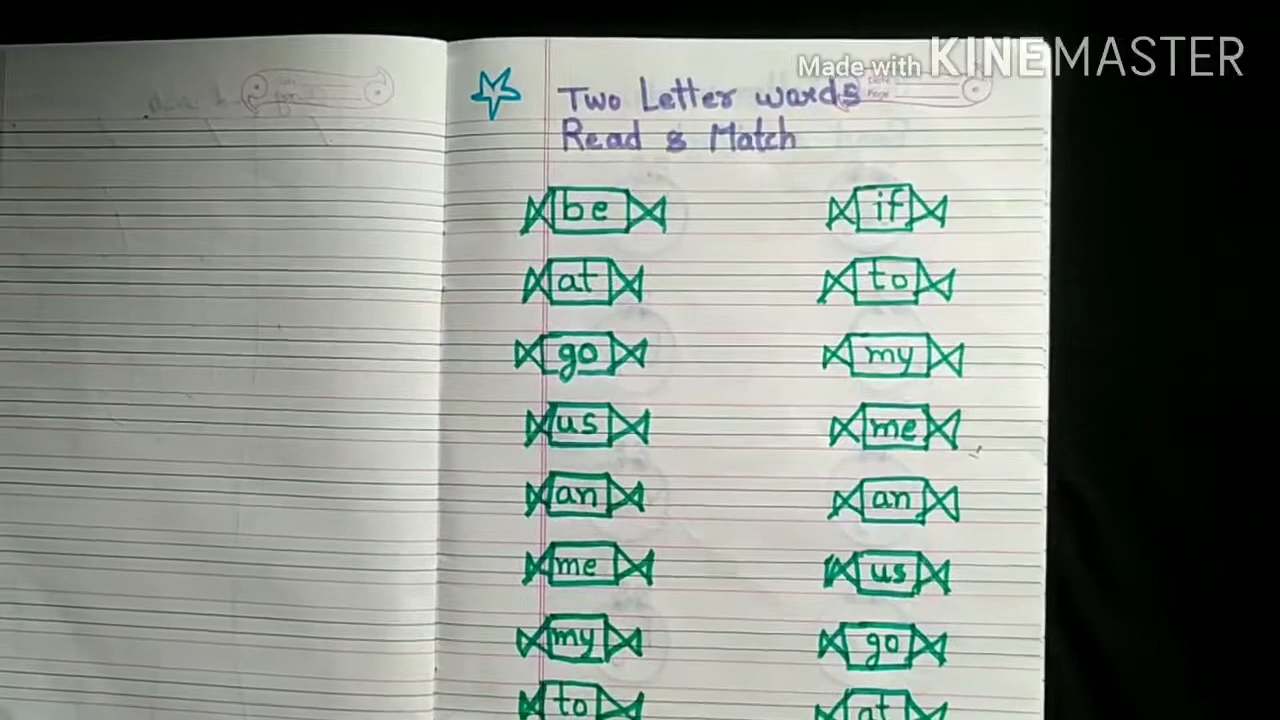 Made with KINEMASTER
Two Letter words
Read & Match
be if
at to
go my
us me
an an
me us
my go
to at